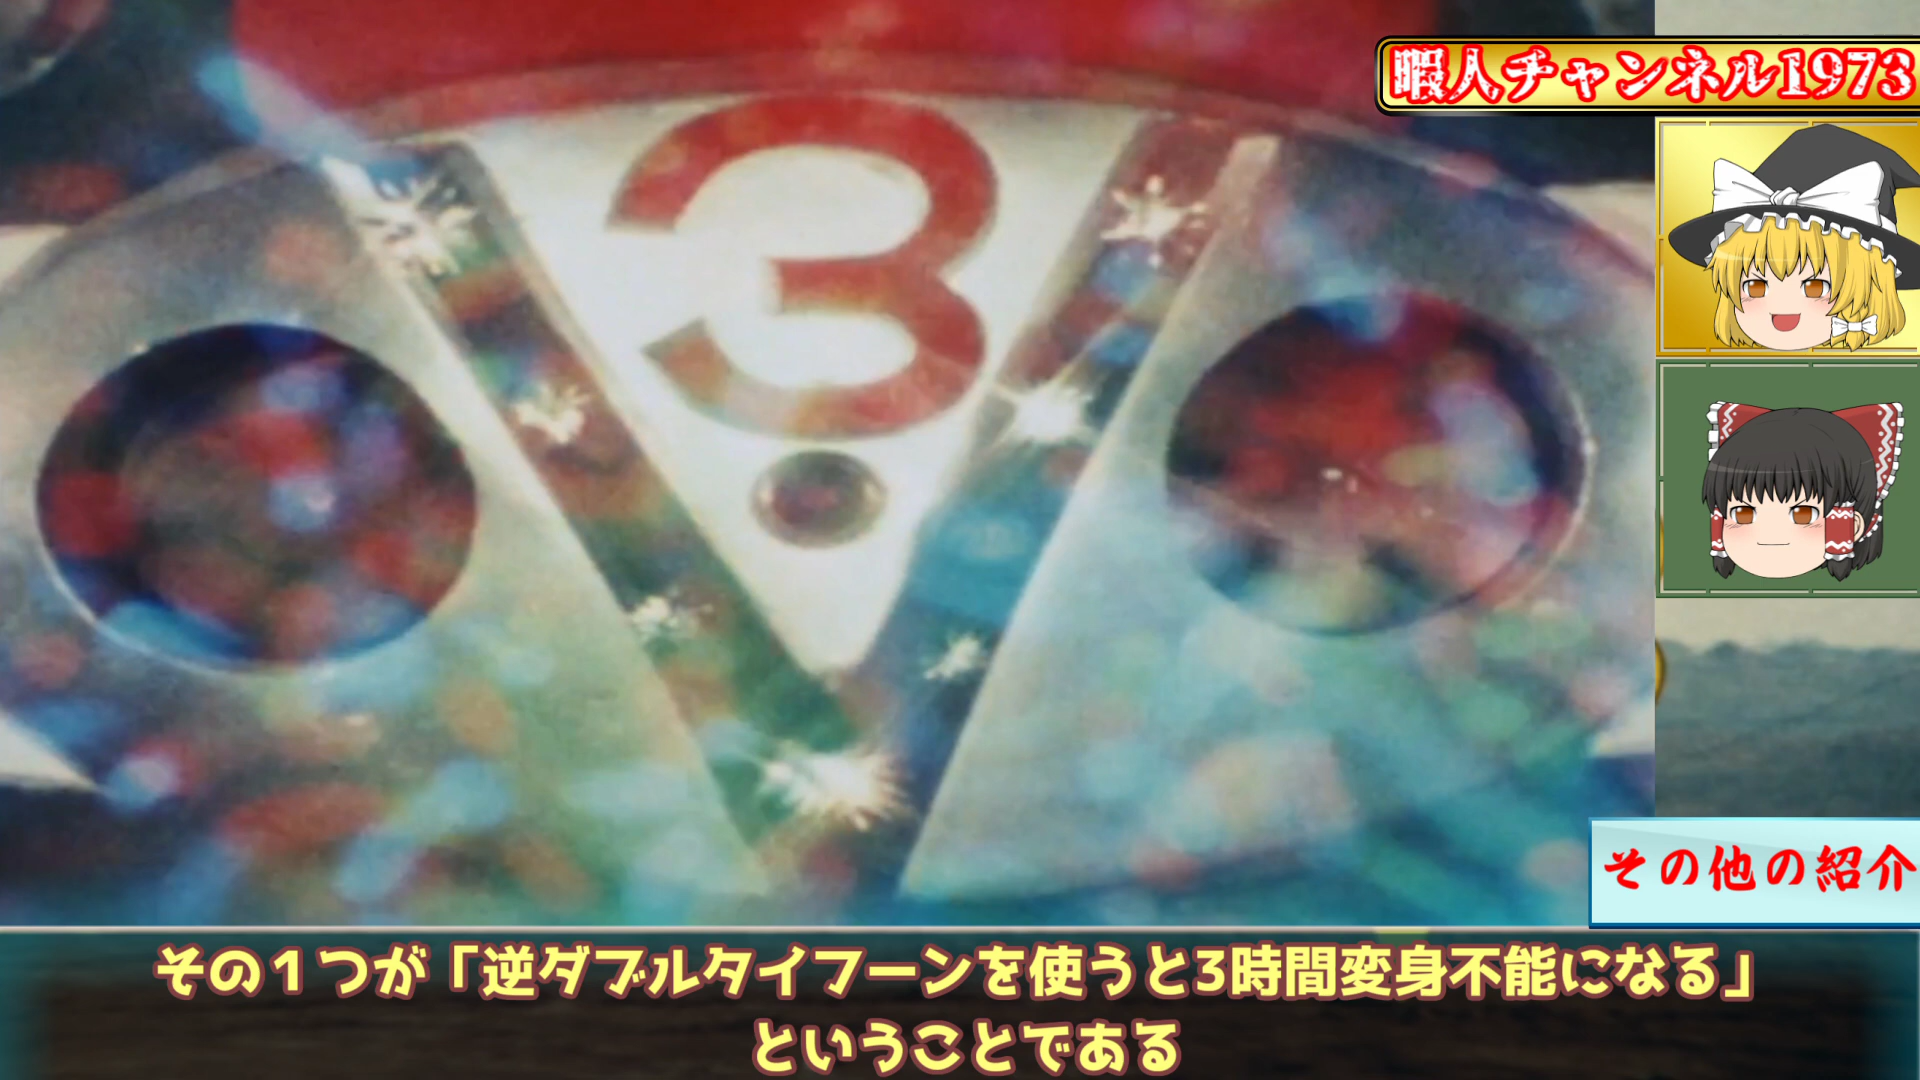 暇人チャンネル1973
3
その他の紹介
その１つが「逆ダブルタイフーンを使うと3時間変身不能になる」
ということである